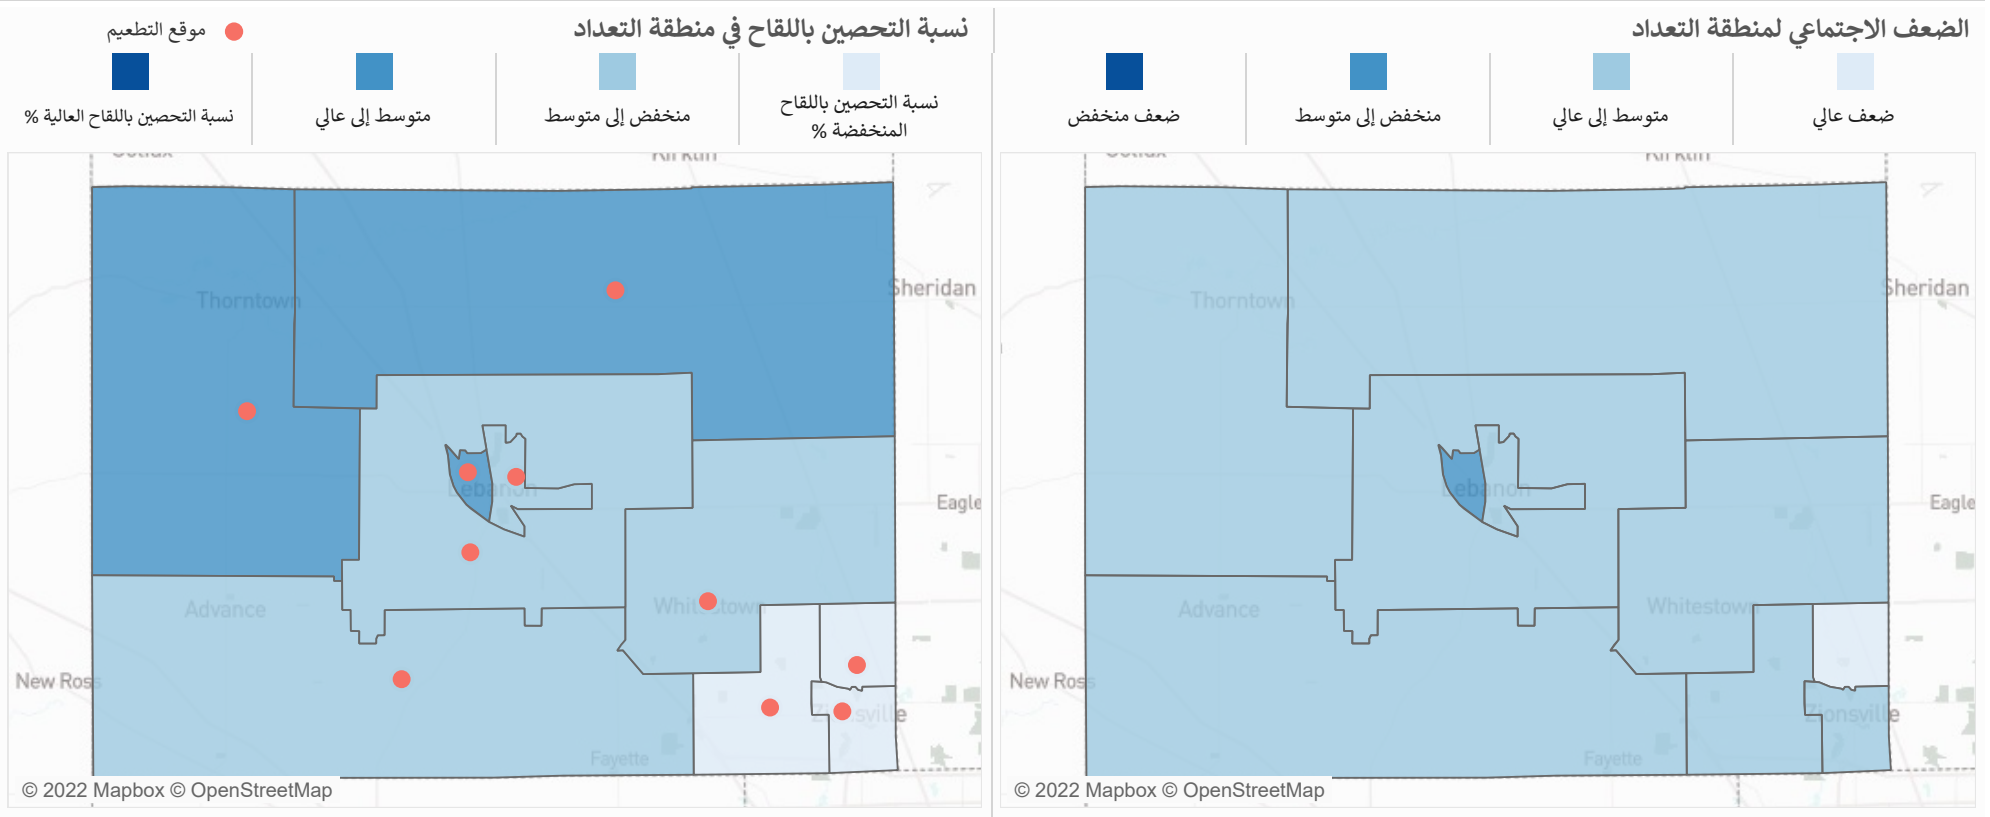 الضعف الاجتماعي لمنطقة التعداد
ضعف عالي
متوسط إلى عالي
منخفض إلى متوسط
ضعف منخفض
Kirklin
Thorntown
Sheridan
Lebanon
Eagle
Advance
Whitestown
New Ross
Zionsville
Fayette
© 2022 Mapbox © OpenStreetMap
نسبة التحصين باللقاح في منطقة التعداد
موقع التطعيم
نسبة التحصين باللقاح
المنخفضة %
منخفض إلى متوسط
متوسط إلى عالي
نسبة التحصين باللقاح العالية %
Kirklin
Thorntown
Sheridan
Lebanon
Eagle
Advance
Whitestown
New Ross
Zionsville
Fayette
© 2022 Mapbox © OpenStreetMap